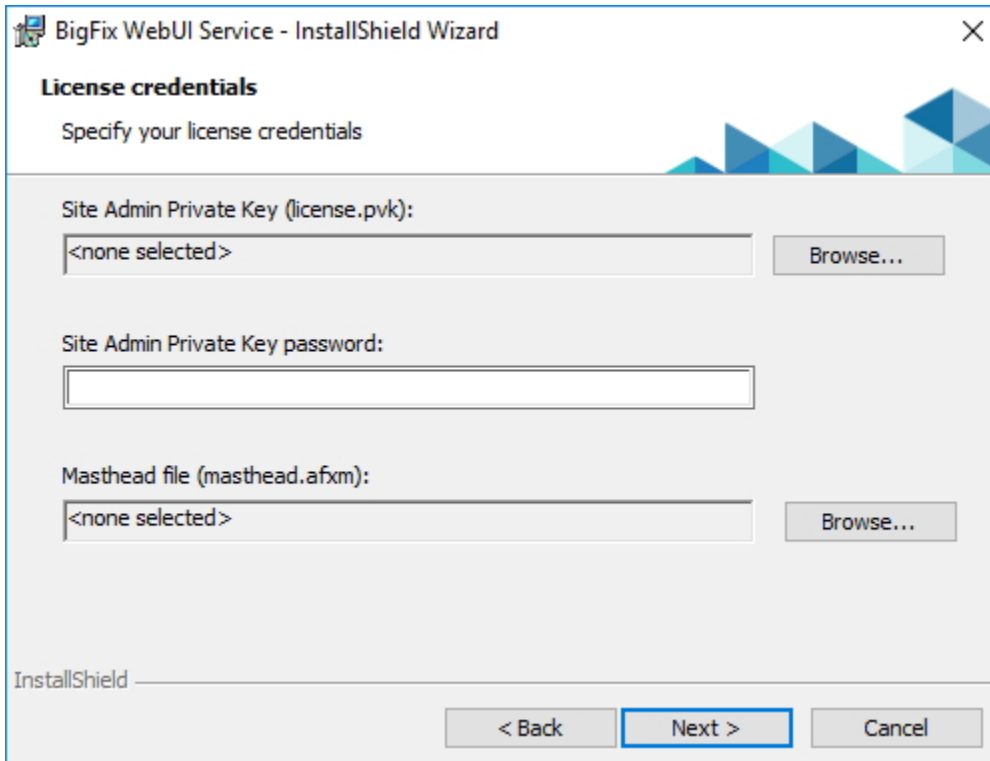 BigFix WebUI Service - InstallShield Wizard
License credentials
Specify your license credentials
Site Admin Private Key (license.pvk):
<none selected>
Browse...
Site Admin Private Key password:
Masthead file (masthead.afxm):
<none selected>
Browse...
InstallShield
< Back
Next >
Cancel